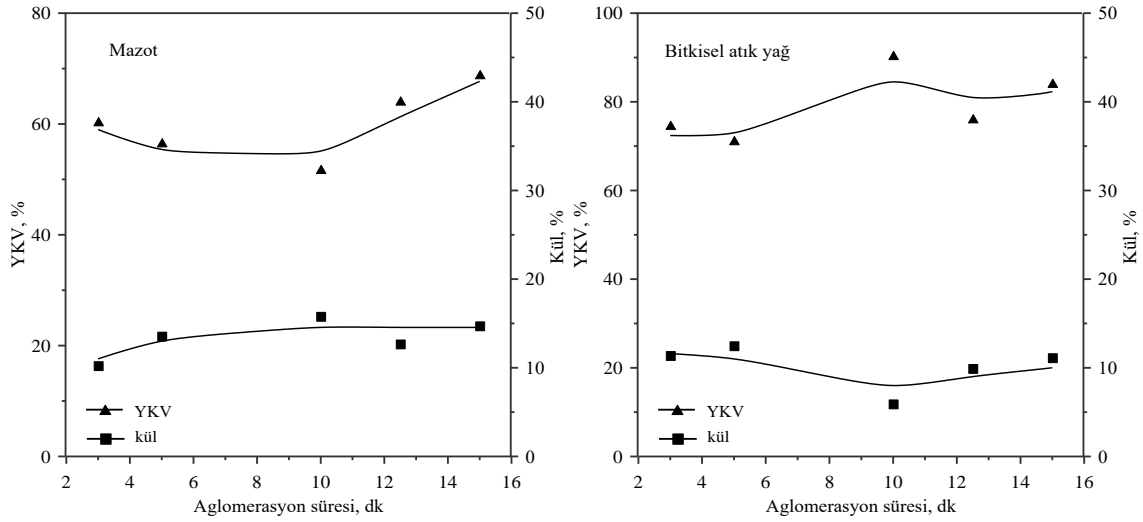 80
60
40
20
0
YKV, %
Mazot
YKV
kül
50
40
30
20
10
0
Kül, %
2 4 6 8 10 12 14 16
Aglomerasyon süresi, dk
100
80
60
40
20
0
YKV, %
Bitkisel atık yağ
YKV
kül
50
40
30
20
10
0
Kül, %
2 4 6 8 10 12 14 16
Aglomerasyon süresi, dk